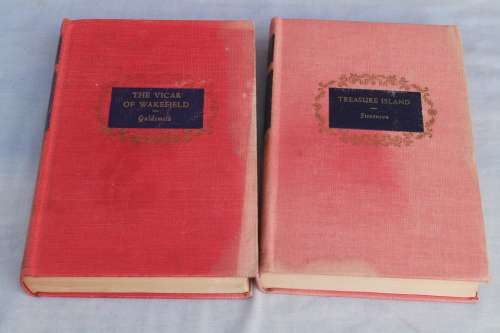 THE VICAR
OF WAKEFIELD
Goldsmith
TREASURE ISLAND
Stevenson